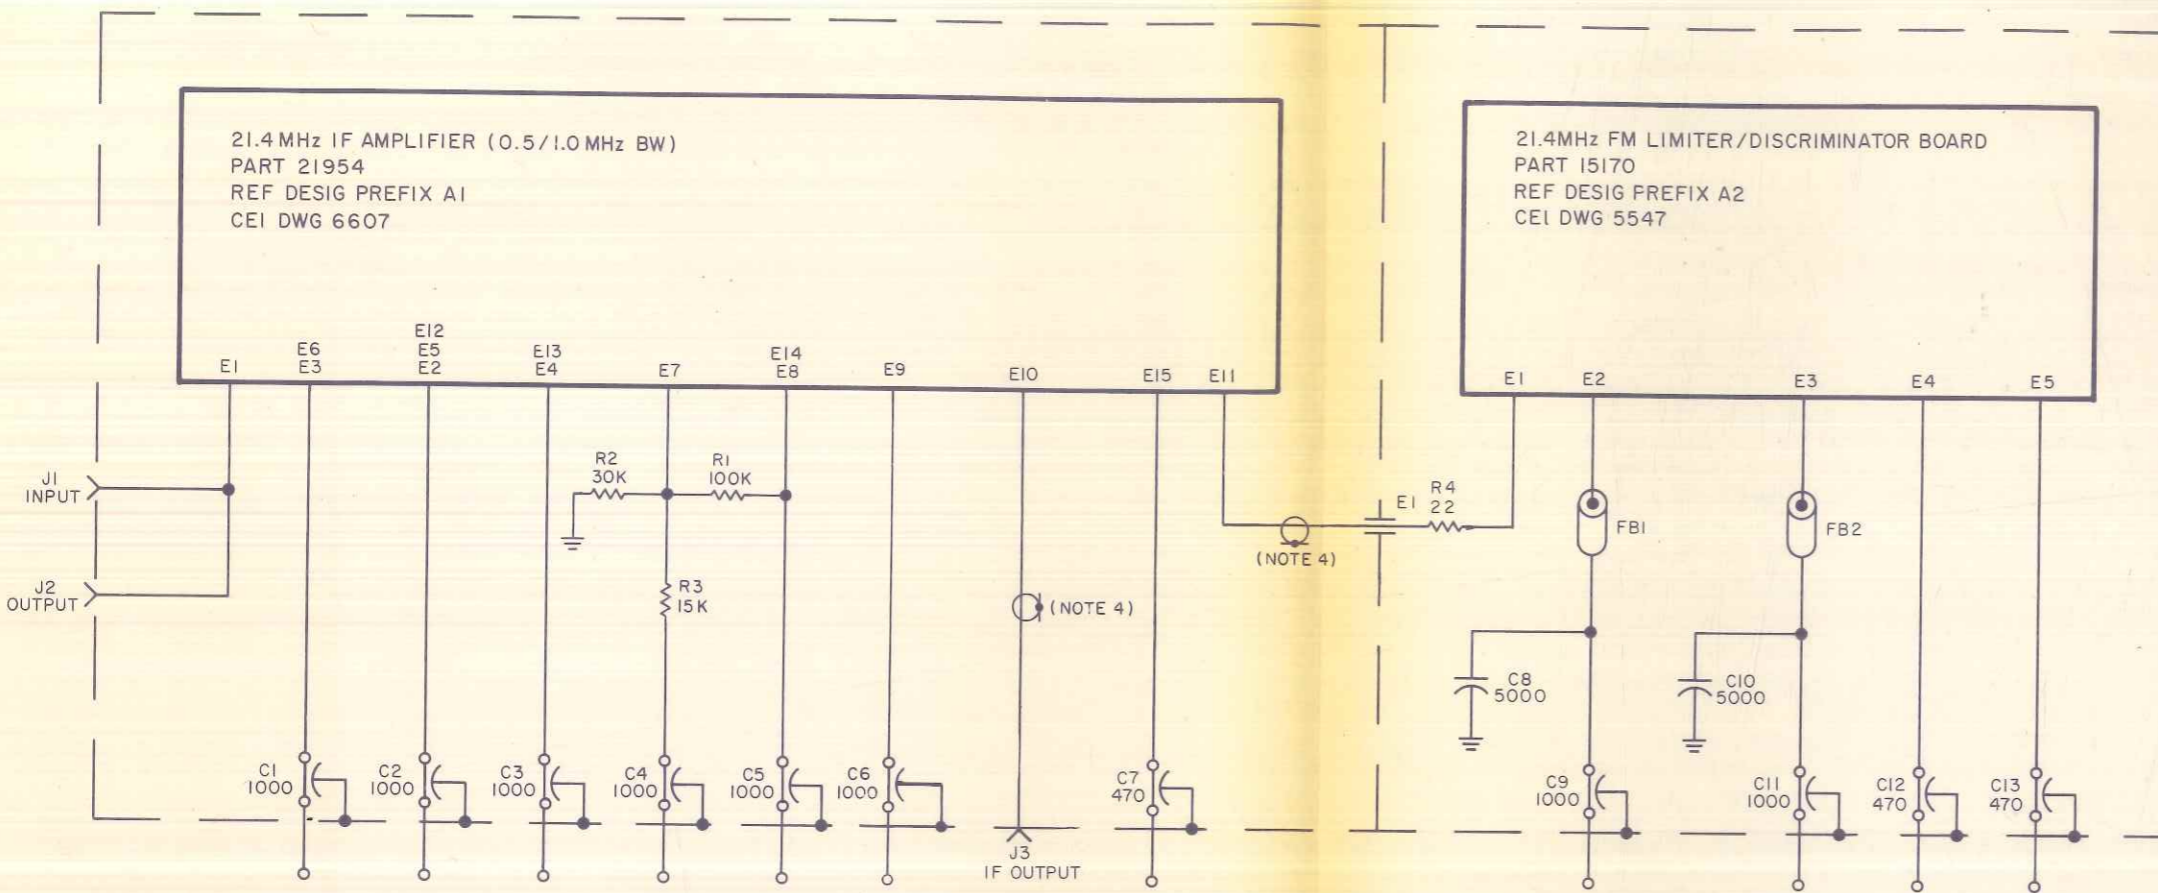 21.4 MHz IF AMPLIFIER (0.5/1.0 MHz BW)
PART 21954
REF DESIG PREFIX A1
CEI DWG 6607
21.4MHz FM LIMITER/DISCRIMINATOR BOARD
PART 15170
REF DESIG PREFIX A2
CEI DWG 5547
E1
E6
E3
E12
E5
E2
E13
E4
E7
E14
E8
E9
E10
E15
E11
E1
E2
E3
E4
E5
J1
INPUT
J2
OUTPUT
R2
30K
R1
100K
R3
15K
(NOTE 4)
(NOTE 4)
E1
R4
22
FB1
FB2
C8
5000
C10
5000
C1
1000
C2
1000
C3
1000
C4
1000
C5
1000
C6
1000
J3
IF OUTPUT
C7
470
C9
1000
C11
1000
C12
470
C13
470